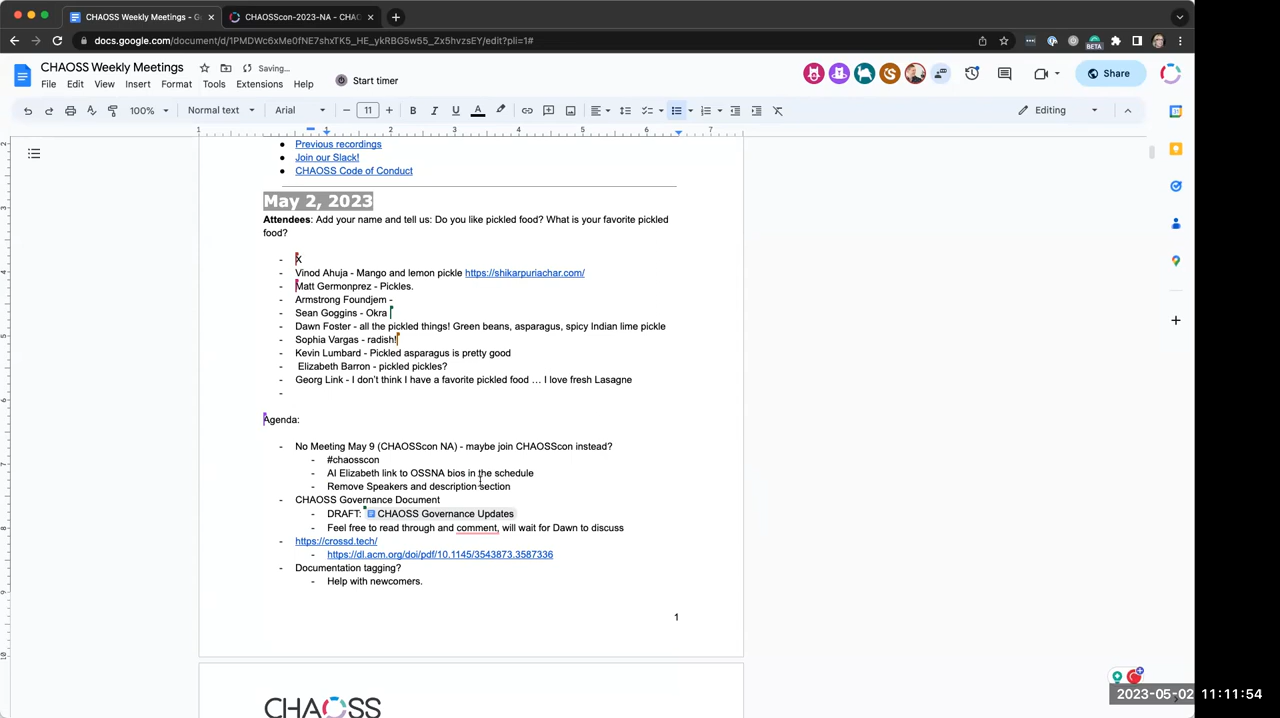 CHAOSS Weekly Meetings - G
CHAOSScon-2023-NA - CHAO
docs.google.com/document/d/1PMDWc6xMe0fNE7shxTK5_HE_ykRBG5w55_Zx5hvzsEY/edit?pli=1#
BETA
CHAOSS Weekly Meetings
Saving...
File Edit View Insert Format Tools Extensions Help
Start timer
Share
100% Normal text Arial 11 B I U A Editing
1 1 2 3 4 5 6 7
Previous recordings
Join our Slack!
CHAOSS Code of Conduct
May 2, 2023
Attendees: Add your name and tell us: Do you like pickled food? What is your favorite pickled
food?
- X
- Vinod Ahuja - Mango and lemon pickle https://shikarpuriachar.com/
- Matt Germonprez - Pickles.
- Armstrong Foundjem -
- Sean Goggins - Okra
- Dawn Foster - all the pickled things! Green beans, asparagus, spicy Indian lime pickle
- Sophia Vargas - radish!
- Kevin Lumbard - Pickled asparagus is pretty good
- Elizabeth Barron - pickled pickles?
- Georg Link - I don't think I have a favorite pickled food … I love fresh Lasagne
-
Agenda:
- No Meeting May 9 (CHAOSScon NA) - maybe join CHAOSScon instead?
- #chaosscon
- AI Elizabeth link to OSSNA bios in the schedule
- Remove Speakers and description section
- CHAOSS Governance Document
- DRAFT: CHAOSS Governance Updates
- Feel free to read through and comment, will wait for Dawn to discuss
- https://crossd.tech/
- https://dl.acm.org/doi/pdf/10.1145/3543873.3587336
- Documentation tagging?
- Help with newcomers.
1
CHAOSS
2023-05-02 11:11:54